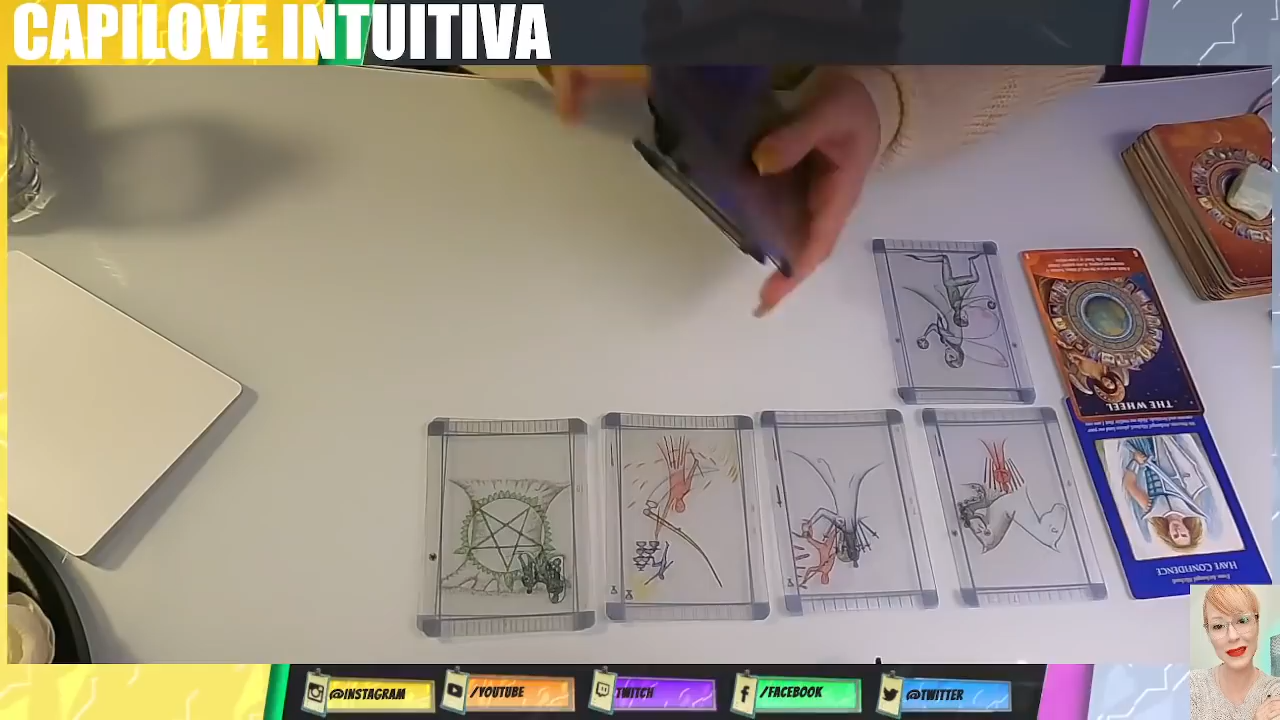 CAPILOVE INTUITIVA
THE WHEEL
HAVE CONFIDENCE
@INSTAGRAM
/YOUTUBE
TWITCH
/FACEBOOK
@TWITTER